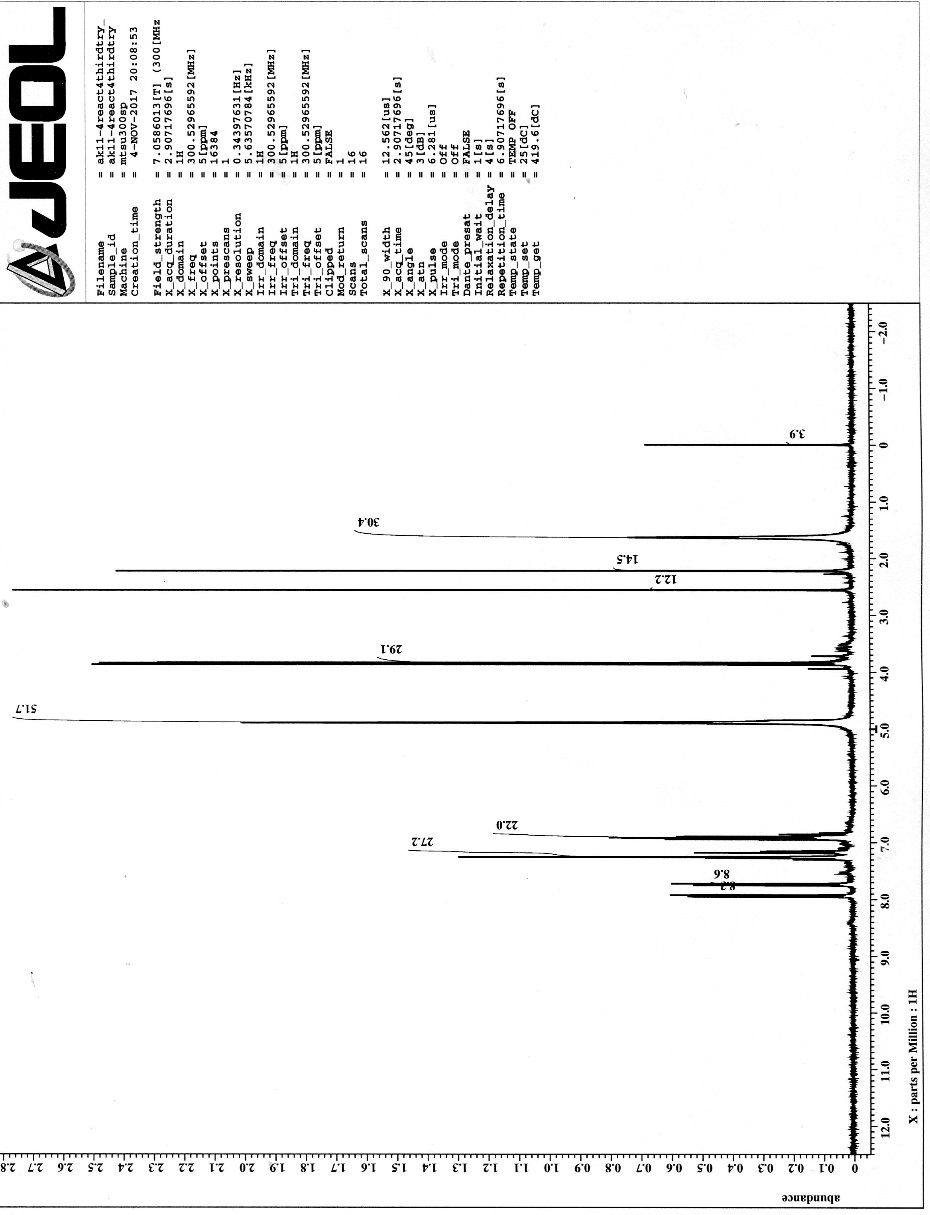 JEOL
Filename = ak11-4react4thirdtry_
Sample_id = ak11-4react4thirdtry
Machine = mtsu300sp
Creation_time = 4-NOV-2017 20:08:53
Field_strength = 7.0586013[T] (300[MHz
X_acq_duration = 2.90717696[s]
X_domain = 1H
X_freq = 300.52965592[MHz]
X_offset = 5[ppm]
X_points = 16384
X_prescans = 1
X_resolution = 0.34397631[Hz]
X_sweep = 5.63570784[kHz]
Irr_domain = 1H
Irr_freq = 300.52965592[MHz]
Irr_offset = 5[ppm]
Tri_domain = 1H
Tri_freq = 300.52965592[MHz]
Tri_offset = 5[ppm]
Clipped = FALSE
Mod_return = 1
Scans = 16
Total_scans = 16
X_90_width = 12.562[us]
X_acq_time = 2.90717696[s]
X_angle = 45[deg]
X_atn = 3[dB]
X_pulse = 6.281[us]
Irr_mode = Off
Tri_mode = Off
Dante_presat = FALSE
Initial_wait = 1[s]
Relaxation_delay = 4[s]
Repetition_time = 6.90717696[s]
Temp_state = TEMP OFF
Temp_set = 25[dC]
Temp_get = 419.6[dC]
abundance
0 0.1 0.2 0.3 0.4 0.5 0.6 0.7 0.8 0.9 1.0 1.1 1.2 1.3 1.4 1.5 1.6 1.7 1.8 1.9 2.0 2.1 2.2 2.3 2.4 2.5 2.6 2.7 2.8
8.3
8.6
27.2
22.0
51.7
29.1
12.2
14.5
30.4
3.9
12.0 11.0 10.0 9.0 8.0 7.0 6.0 5.0 4.0 3.0 2.0 1.0 0 -1.0 -2.0
X : parts per Million : 1H